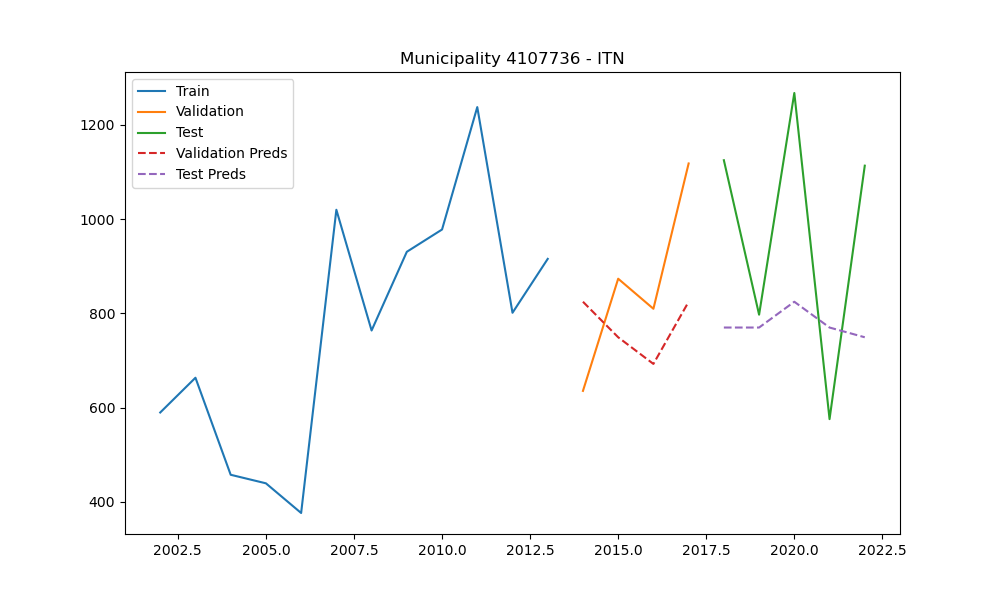 Municipality 4107736 - ITN
Train
Validation
Test
Validation Preds
Test Preds
1200
1000
800
600
400
2002.5 2005.0 2007.5 2010.0 2012.5 2015.0 2017.5 2020.0 2022.5